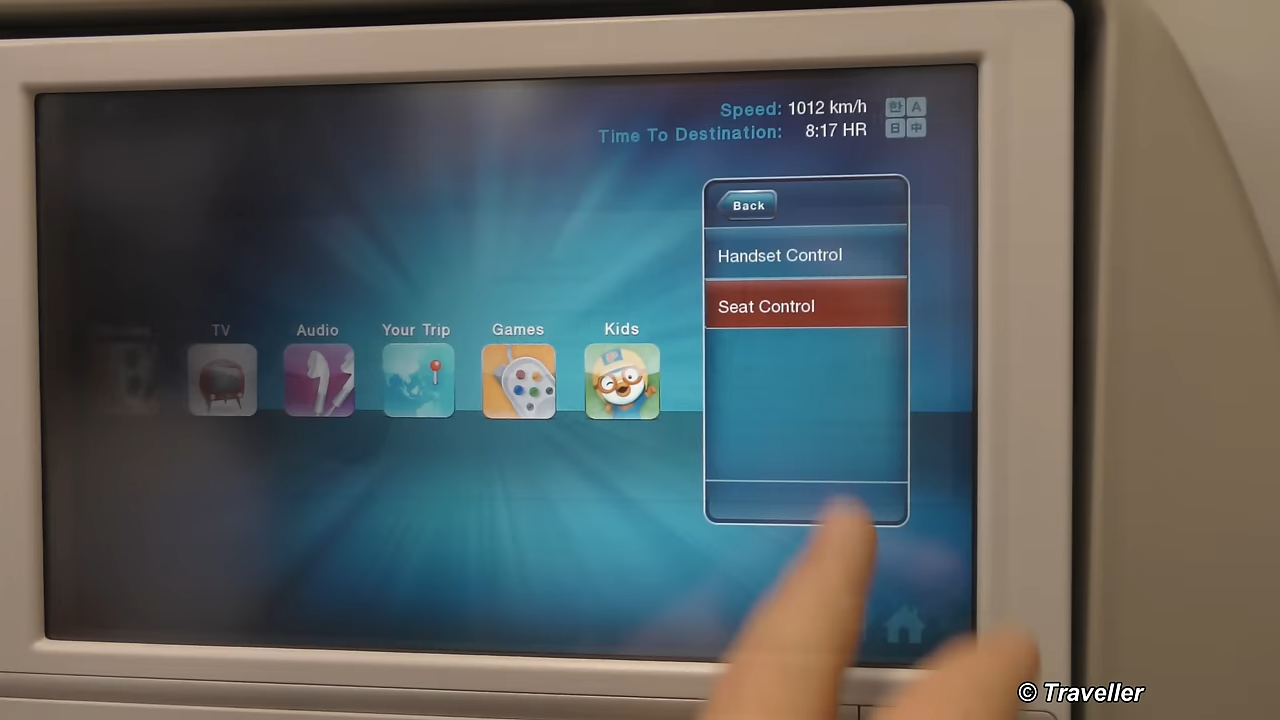 Speed: 1012 km/h
Time To Destination: 8:17 HR
한 A
日 中
Back
Handset Control
Seat Control
TV
Audio
Your Trip
Games
Kids
© Traveller